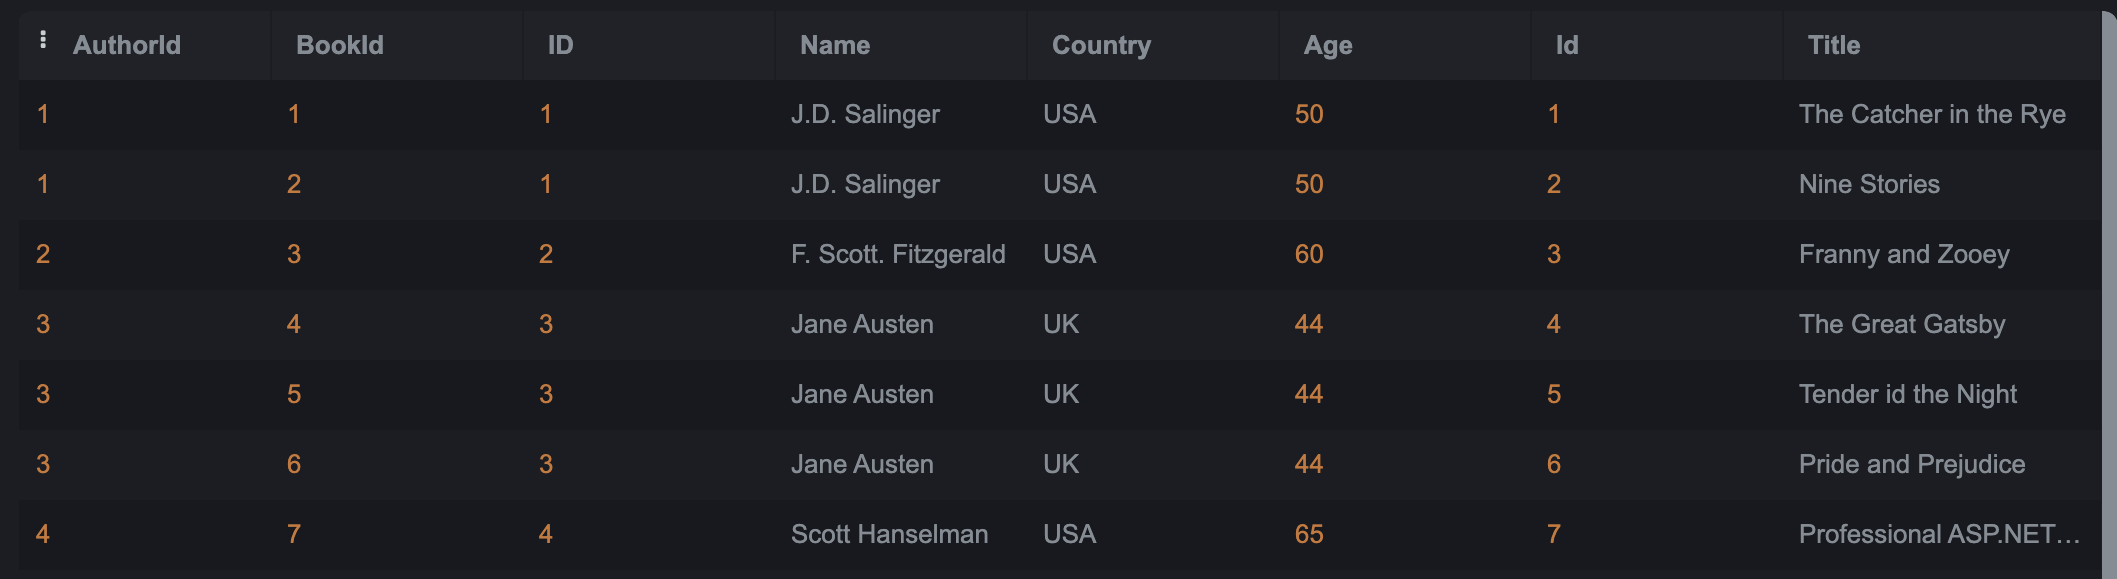 AuthorId BookId ID Name Country Age Id Title
1 1 1 J.D. Salinger USA 50 1 The Catcher in the Rye
1 2 1 J.D. Salinger USA 50 2 Nine Stories
2 3 2 F. Scott. Fitzgerald USA 60 3 Franny and Zooey
3 4 3 Jane Austen UK 44 4 The Great Gatsby
3 5 3 Jane Austen UK 44 5 Tender id the Night
3 6 3 Jane Austen UK 44 6 Pride and Prejudice
4 7 4 Scott Hanselman USA 65 7 Professional ASP.NET...